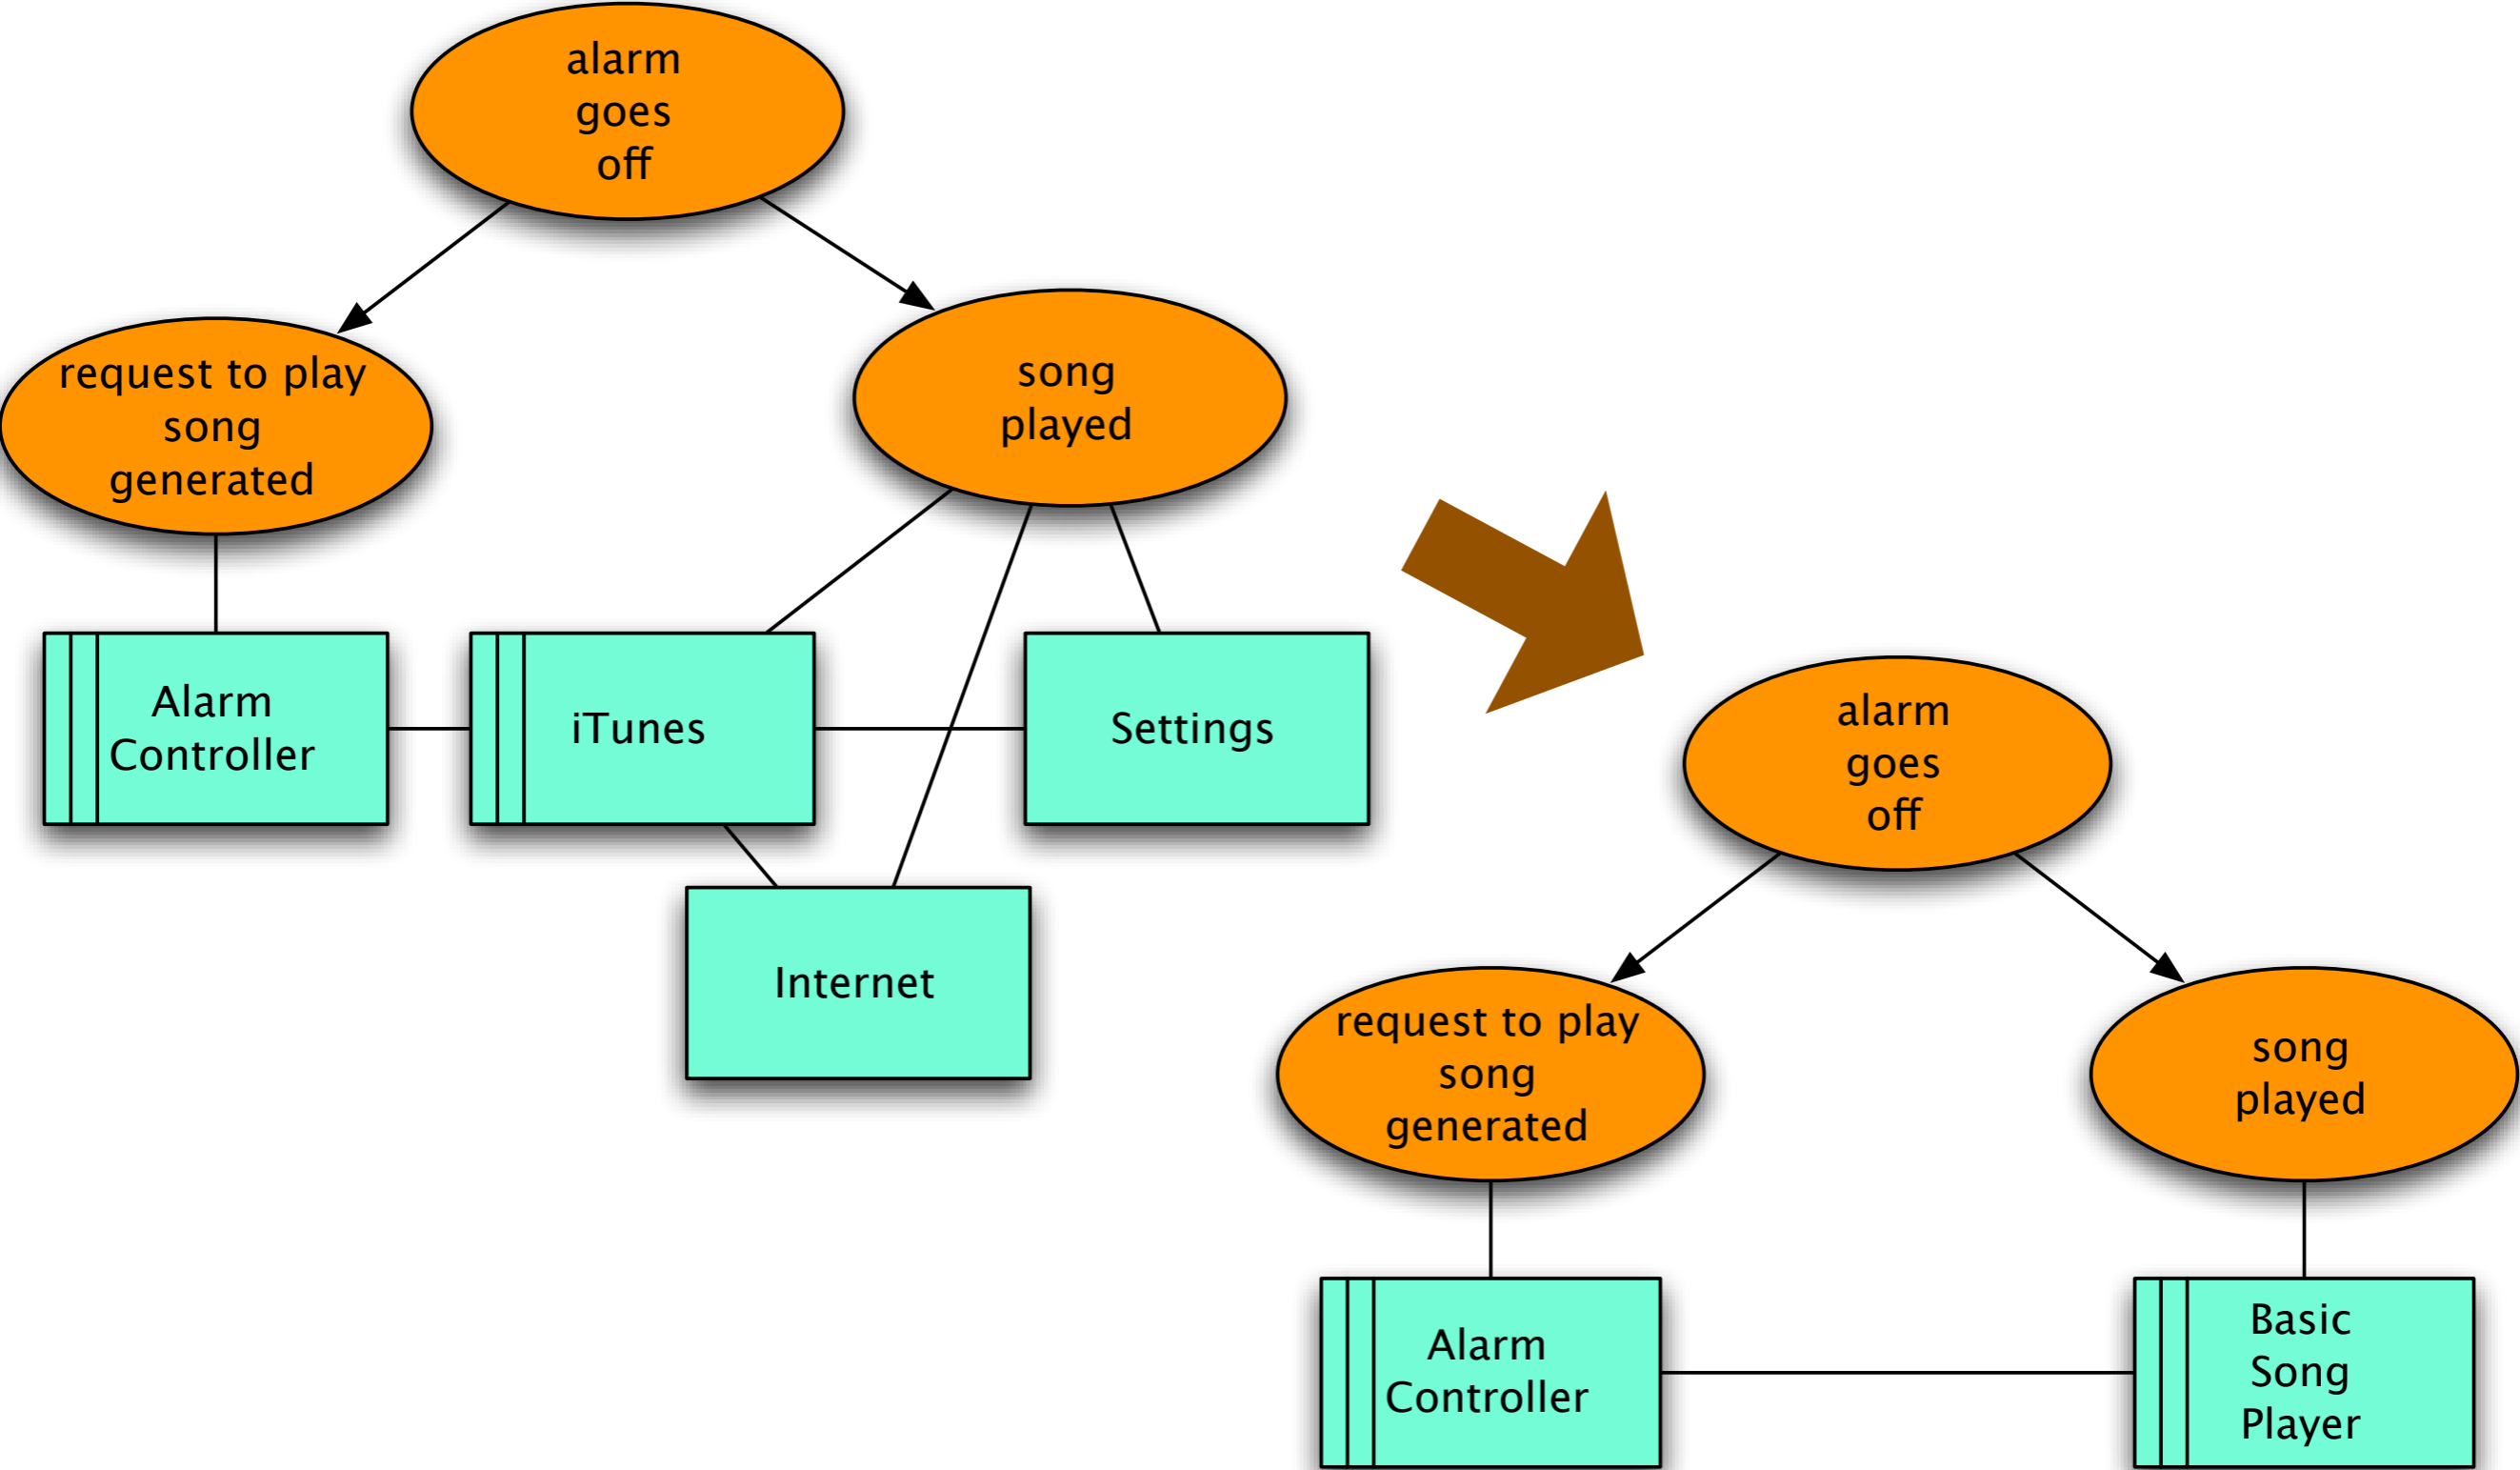 alarm
goes
off
request to play
song
generated
song
played
Alarm
Controller
iTunes
Settings
Internet
alarm
goes
off
request to play
song
generated
song
played
Alarm
Controller
Basic
Song
Player